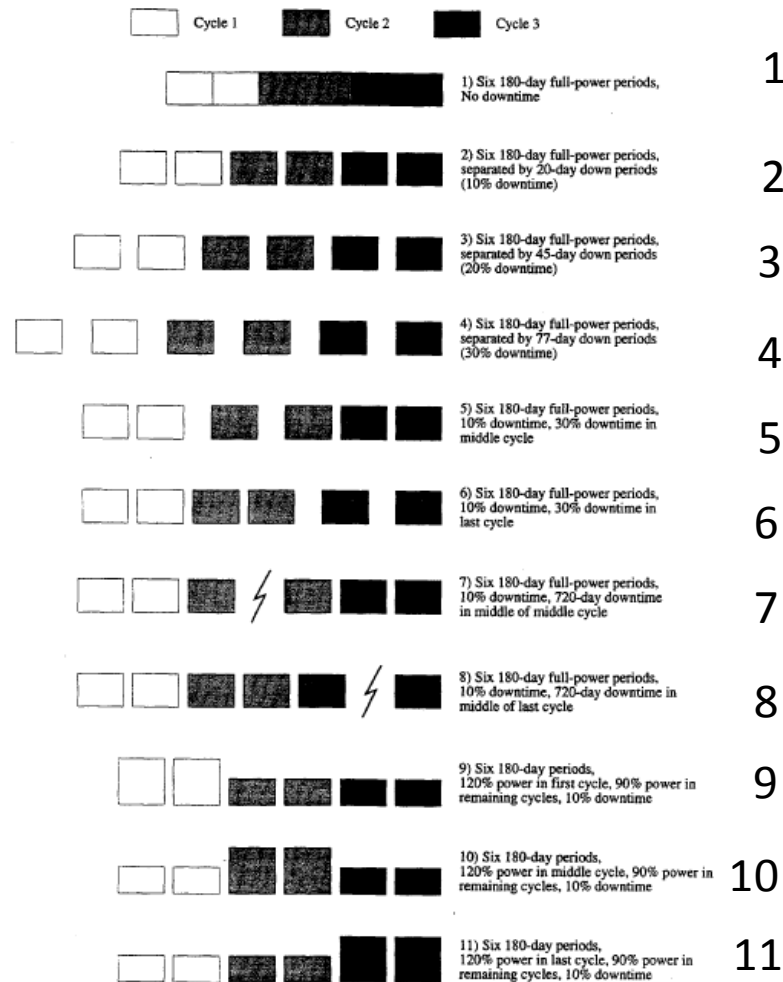 Cycle 1 Cycle 2 Cycle 3
1) Six 180-day full-power periods,
No downtime
1
2) Six 180-day full-power periods,
separated by 20-day down periods
(10% downtime)
2
3) Six 180-day full-power periods,
separated by 45-day down periods
(20% downtime)
3
4) Six 180-day full-power periods,
separated by 77-day down periods
(30% downtime)
4
5) Six 180-day full-power periods,
10% downtime, 30% downtime in
middle cycle
5
6) Six 180-day full-power periods,
10% downtime, 30% downtime in
last cycle
6
7) Six 180-day full-power periods,
10% downtime, 720-day downtime
in middle of middle cycle
7
8) Six 180-day full-power periods,
10% downtime, 720-day downtime in
middle of last cycle
8
9) Six 180-day periods,
120% power in first cycle, 90% power in
remaining cycles, 10% downtime
9
10) Six 180-day periods,
120% power in middle cycle, 90% power in
remaining cycles, 10% downtime
10
11) Six 180-day periods,
120% power in last cycle, 90% power in
remaining cycles, 10% downtime
11